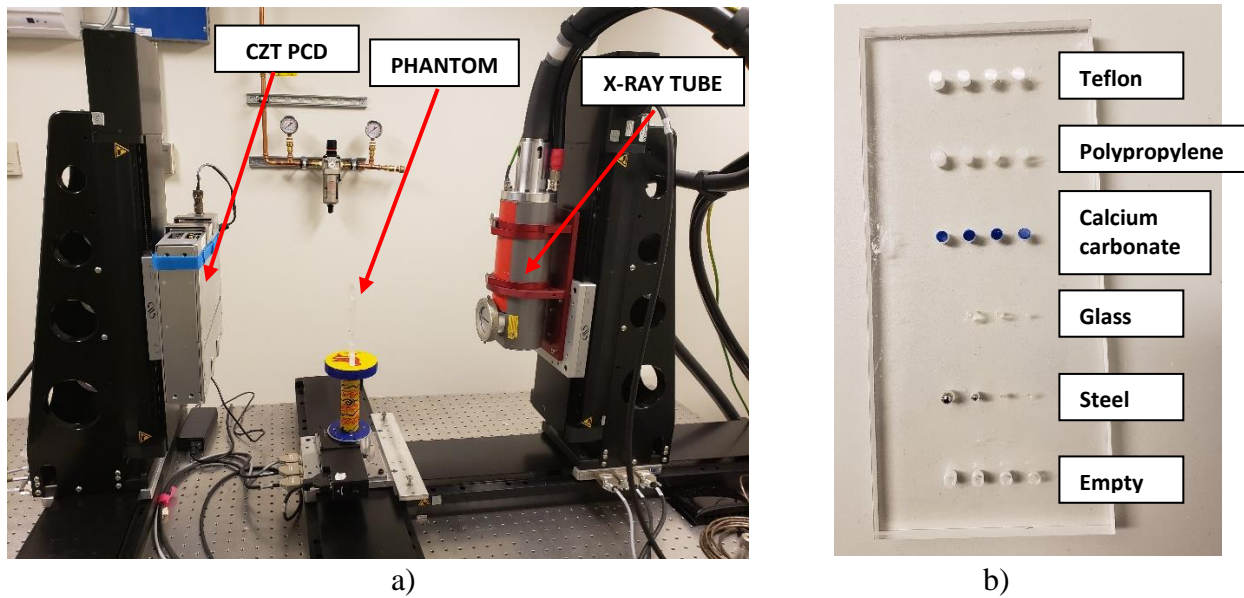 CZT PCD
PHANTOM
X-RAY TUBE
Teflon
Polypropylene
Calcium
carbonate
Glass
Steel
Empty
a)
b)